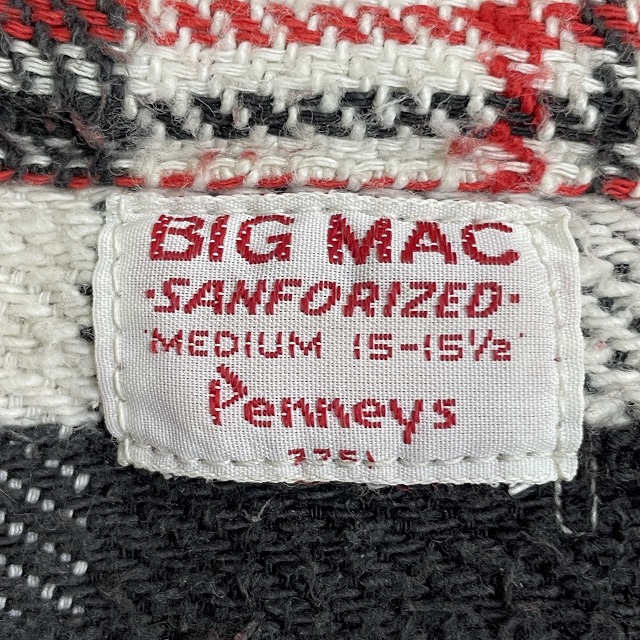 BIG MAC
·SANFORIZED·
MEDIUM 15-15½
Penneys